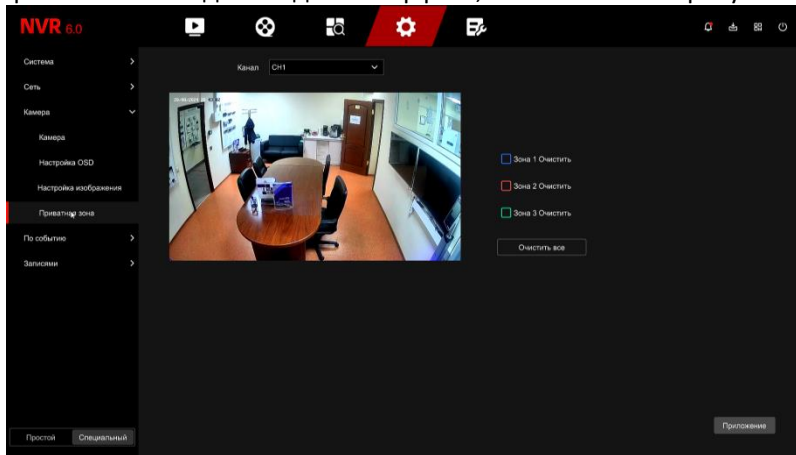 NVR 6.0
Система
Канал CH1
Сеть
Камера
Камера
Настройка OSD
Настройка изображения
Приватная зона
По событию
Записями
Зона 1 Очистить
Зона 2 Очистить
Зона 3 Очистить
Очистить все
Простой Специальный
Приложение